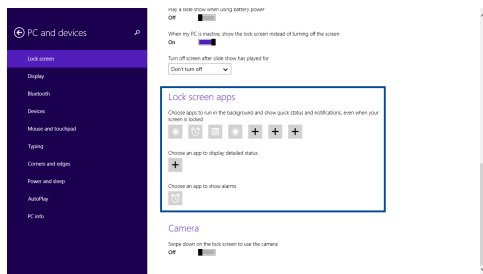 PC and devices
Lock screen
Display
Bluetooth
Devices
Mouse and touchpad
Typing
Corners and edges
Power and sleep
AutoPlay
PC info
Play a slide show when using battery power
Off
When my PC is inactive, show the lock screen instead of turning off the screen
On
Turn off screen after slide show has played for
Don't turn off
Lock screen apps
Choose apps to run in the background and show quick status and notifications, even when your
screen is locked
Choose an app to display detailed status
Choose an app to show alarms
Camera
Swipe down on the lock screen to use the camera
Off